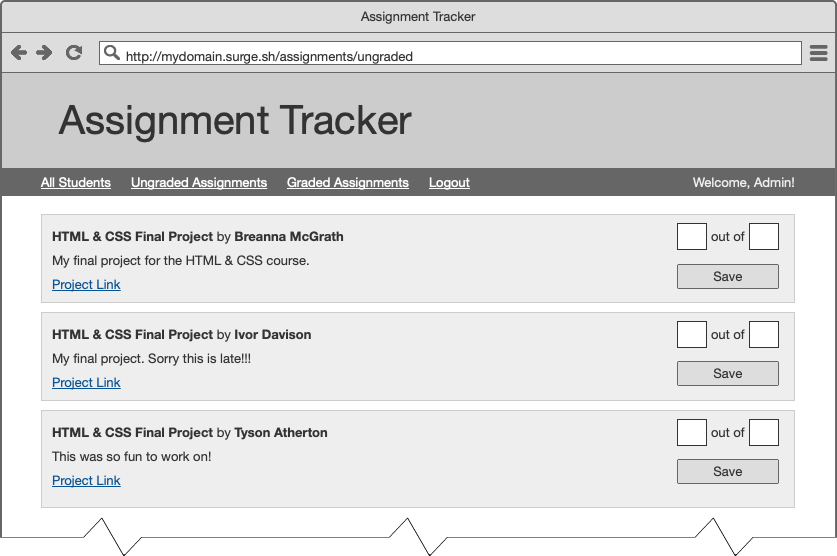 Assignment Tracker
http://mydomain.surge.sh/assignments/ungraded
Assignment Tracker
All Students Ungraded Assignments Graded Assignments Logout Welcome, Admin!
HTML & CSS Final Project by Breanna McGrath out of
My final project for the HTML & CSS course.
Project Link Save
HTML & CSS Final Project by Ivor Davison out of
My final project. Sorry this is late!!!
Project Link Save
HTML & CSS Final Project by Tyson Atherton out of
This was so fun to work on!
Project Link Save